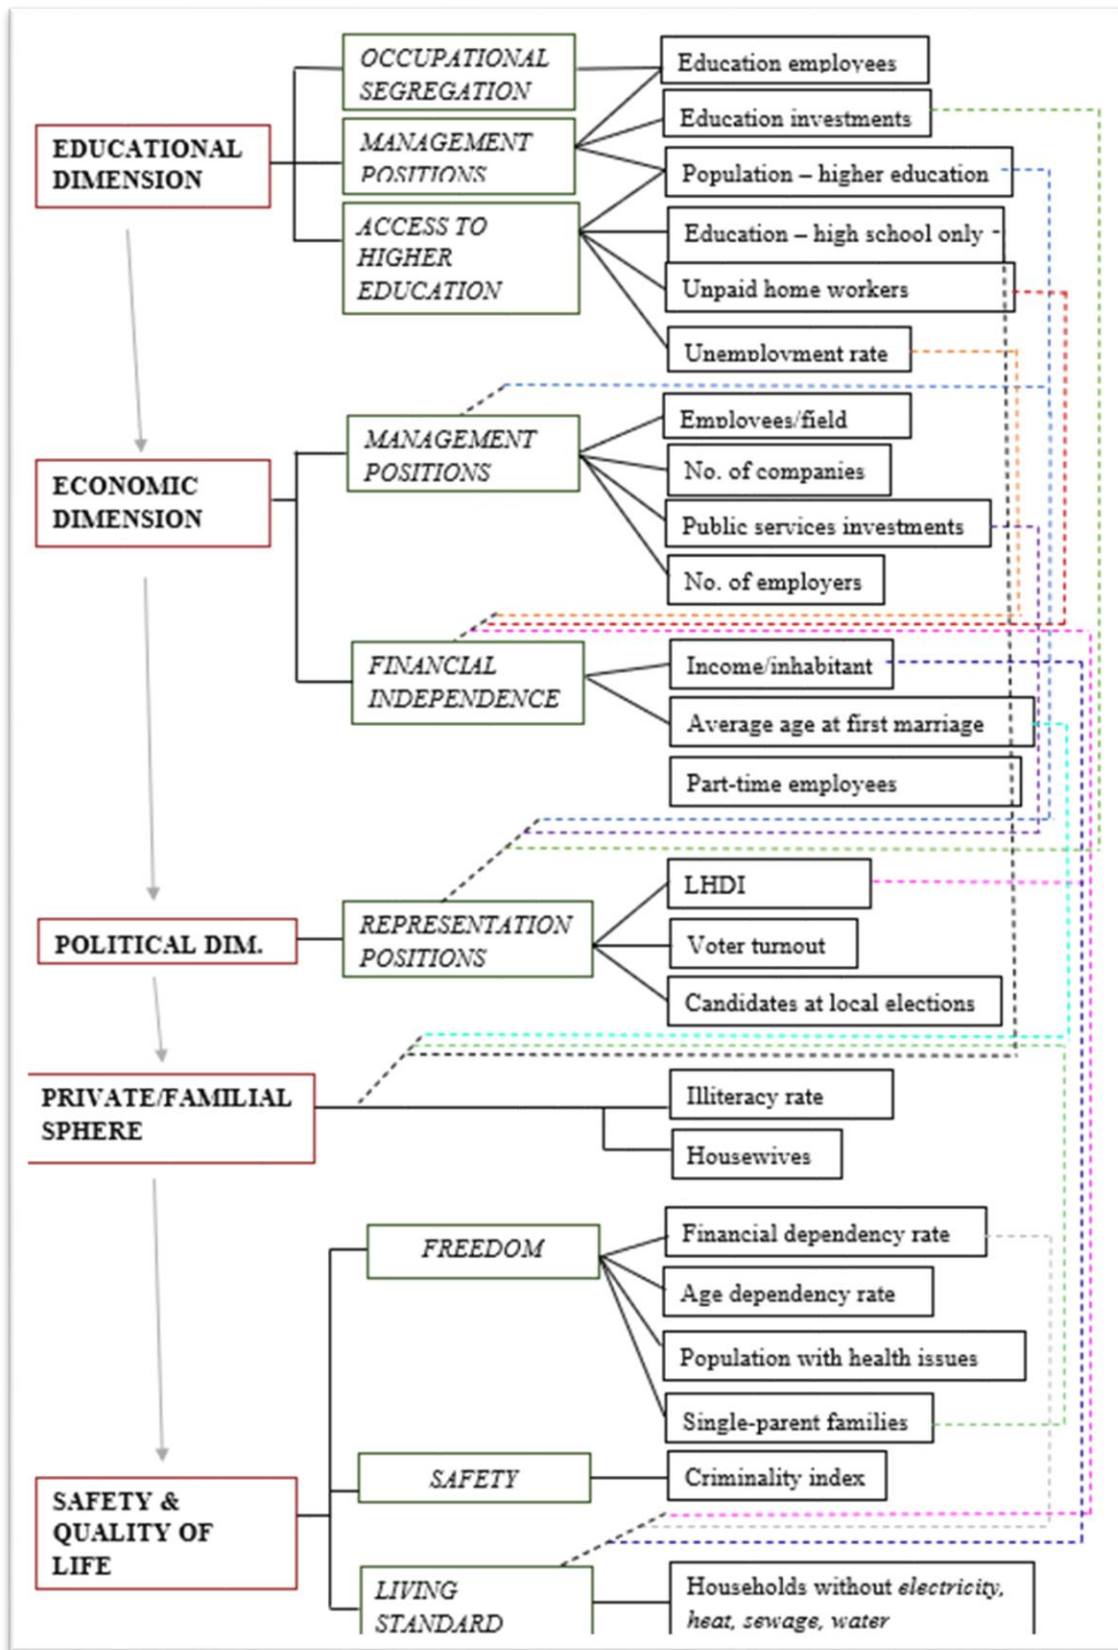 EDUCATIONAL
DIMENSION
OCCUPATIONAL
SEGREGATION
MANAGEMENT
POSITIONS
ACCESS TO
HIGHER
EDUCATION
Education employees
Education investments
Population – higher education
Education – high school only
Unpaid home workers
Unemployment rate
ECONOMIC
DIMENSION
MANAGEMENT
POSITIONS
Employees/field
No. of companies
Public services investments
No. of employers
FINANCIAL
INDEPENDENCE
Income/inhabitant
Average age at first marriage
Part-time employees
POLITICAL DIM.
REPRESENTATION
POSITIONS
LHDI
Voter turnout
Candidates at local elections
PRIVATE/FAMILIAL
SPHERE
Illiteracy rate
Housewives
SAFETY &
QUALITY OF
LIFE
FREEDOM
Financial dependency rate
Age dependency rate
Population with health issues
Single-parent families
SAFETY
Criminality index
LIVING
STANDARD
Households without electricity,
heat, sewage, water